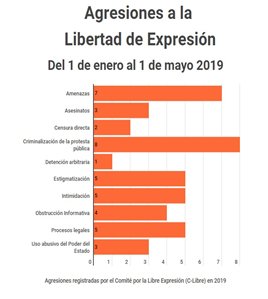 Agresiones a la
Libertad de Expresión
Del 1 de enero al 1 de mayo 2019
Amenazas 7
Asesinatos 3
Censura directa 2
Criminalización de la protesta
pública 8
Detención arbitraria 1
Estigmatización 5
Intimidación 5
Obstrucción Informativa 4
Procesos legales 5
Uso abusivo del Poder del
Estado 3
0 1 2 3 4 5 6 7 8
Agresiones registradas por el Comité por la Libre Expresión (C-Libre) en 2019